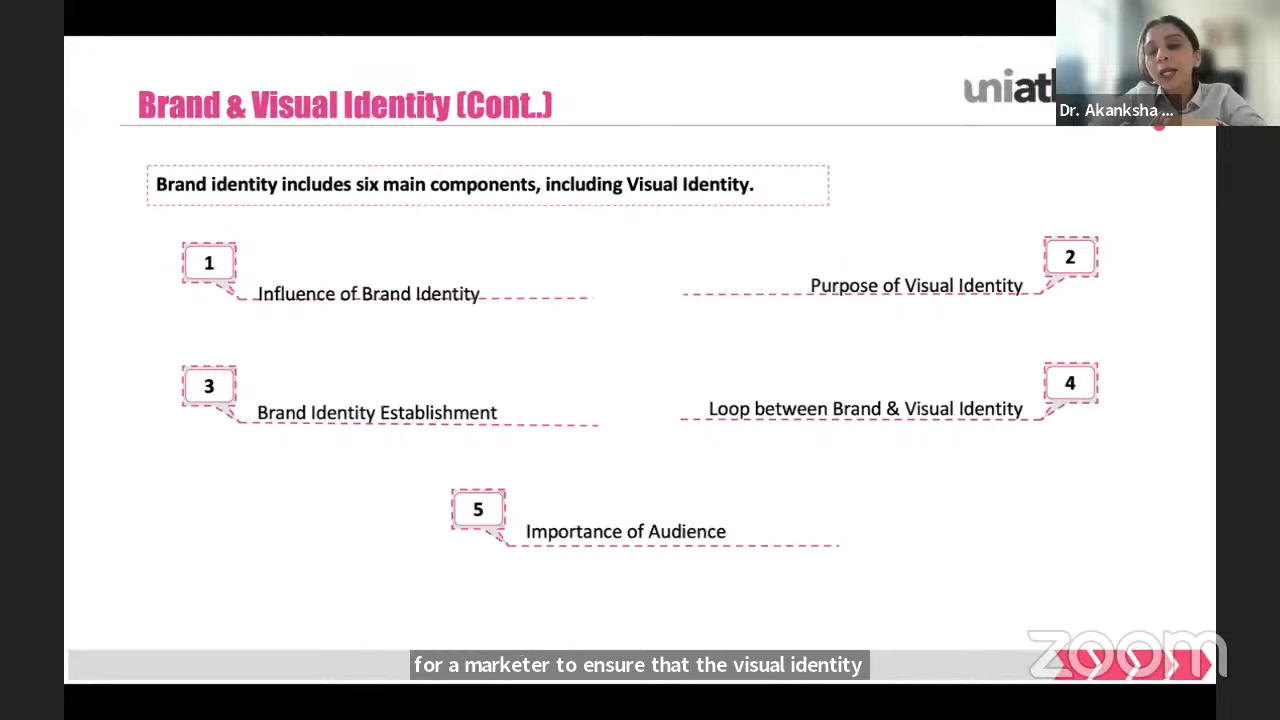 Brand & Visual Identity (Cont..)
Dr. Akanksha ...
Brand identity includes six main components, including Visual Identity.
1
Influence of Brand Identity
2
Purpose of Visual Identity
3
Brand Identity Establishment
4
Loop between Brand & Visual Identity
5
Importance of Audience
for a marketer to ensure that the visual identity
zoom